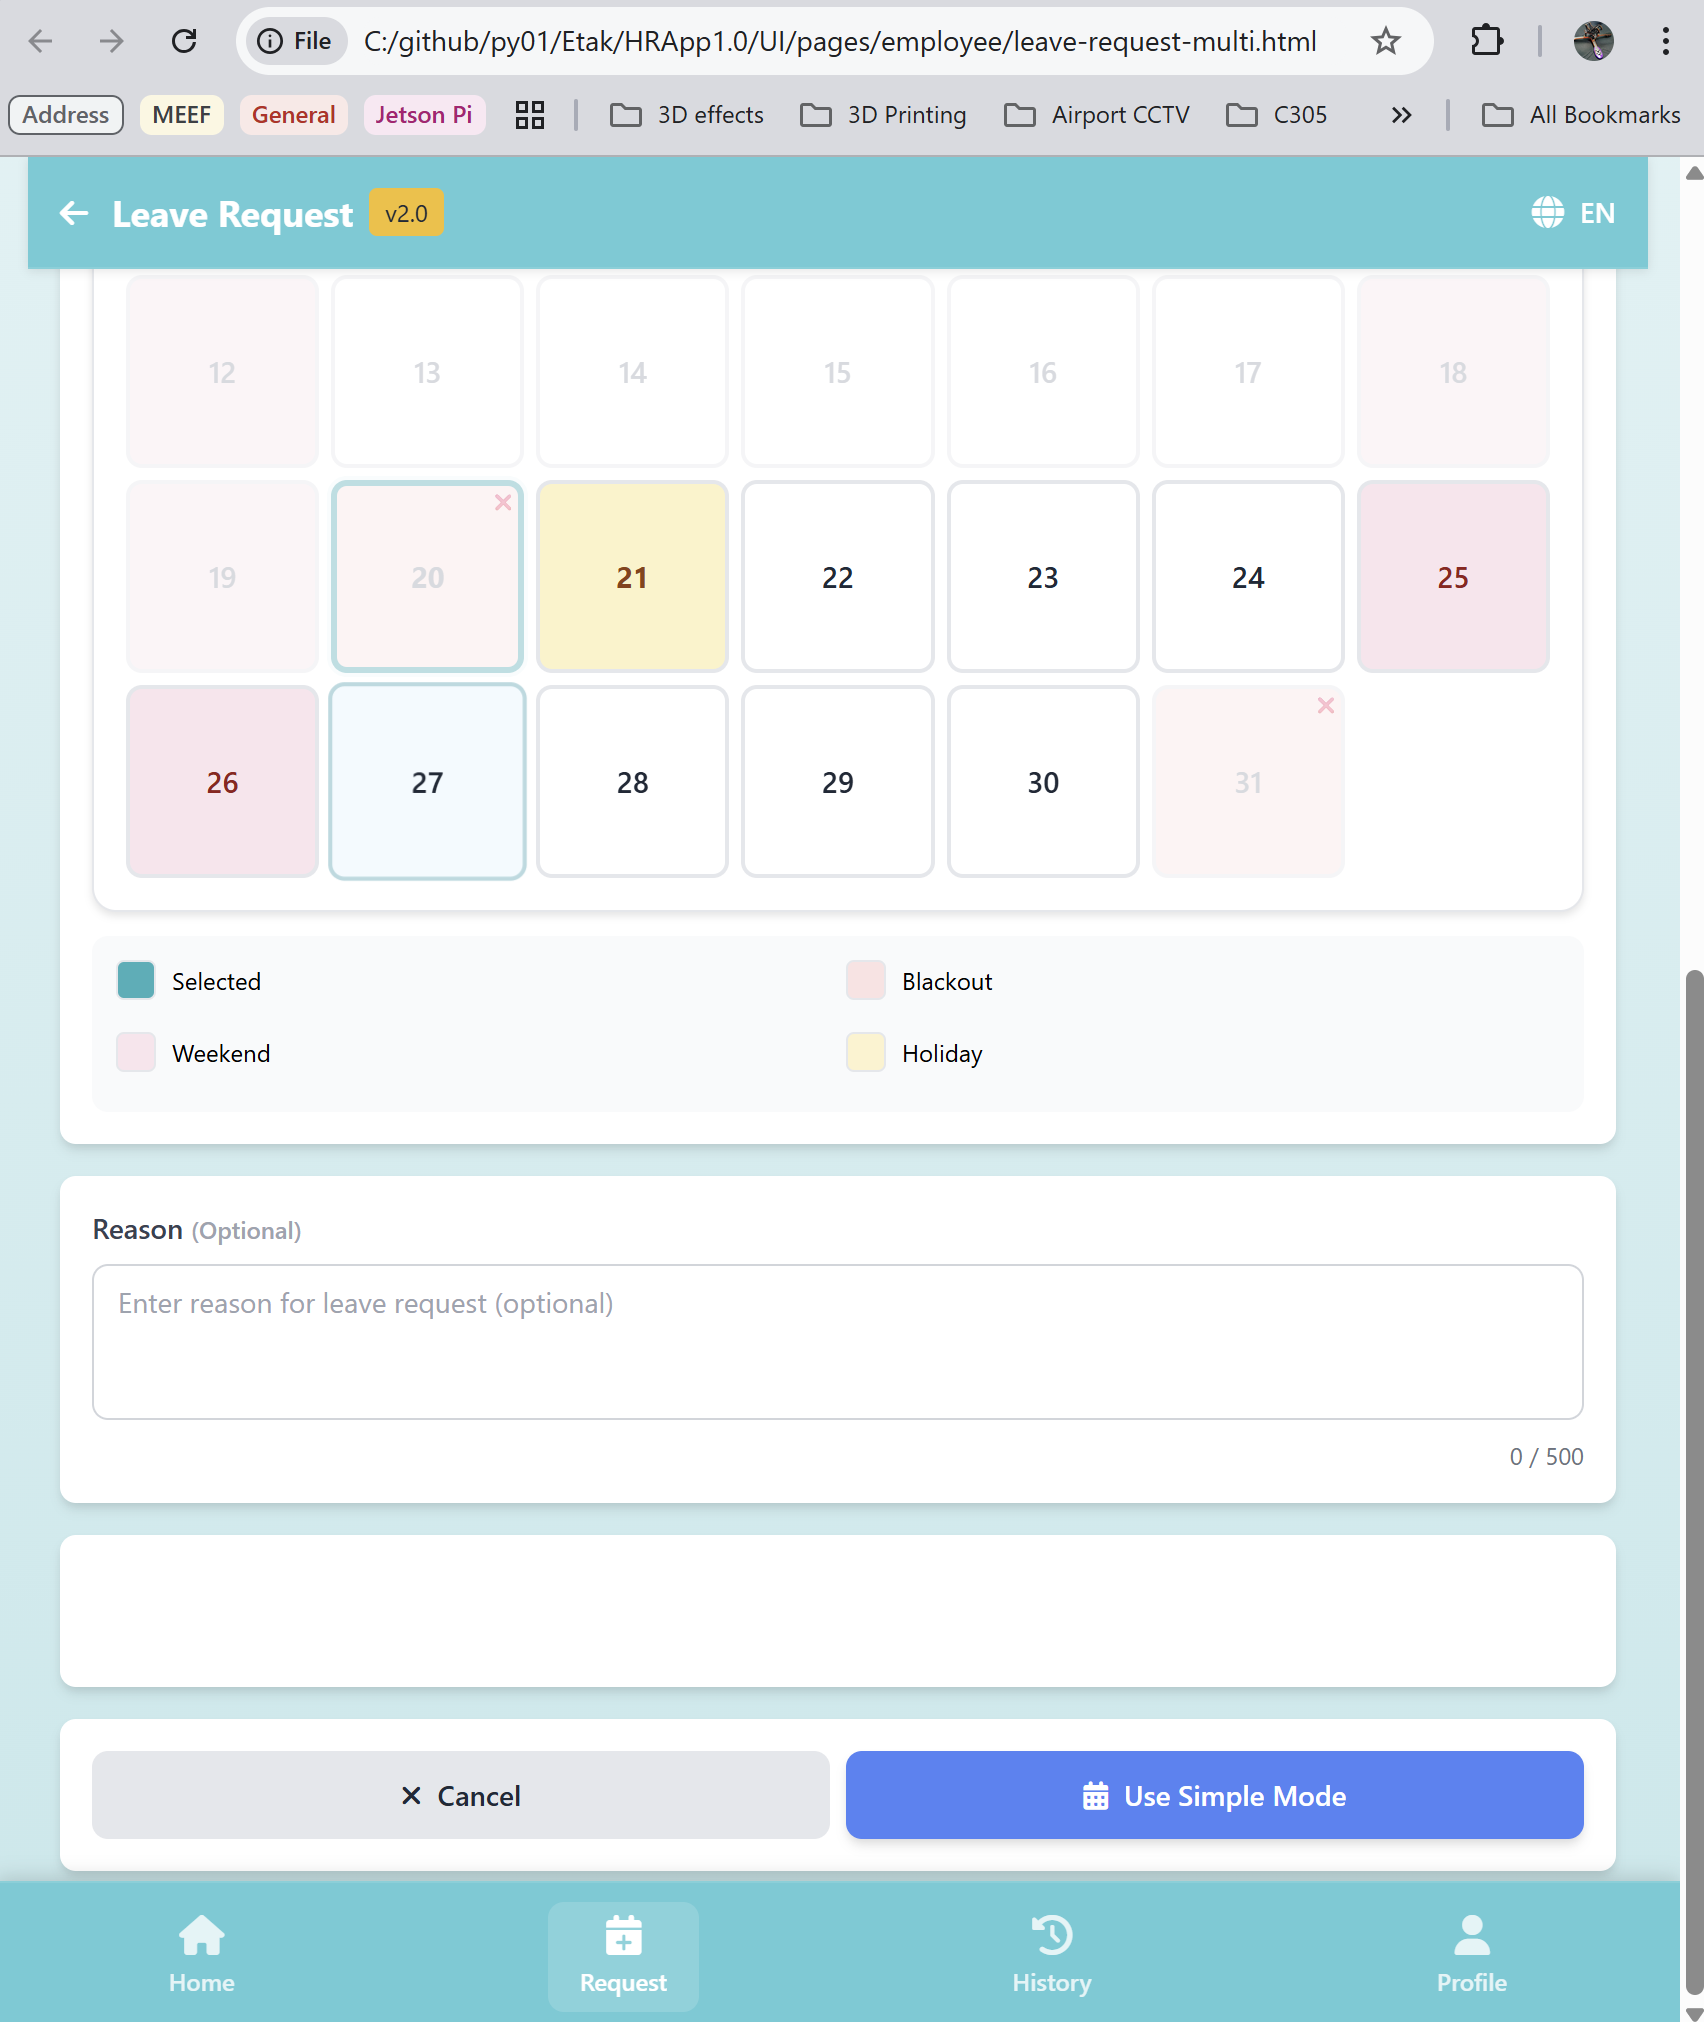 File C:/github/py01/Etak/HRApp1.0/UI/pages/employee/leave-request-multi.html
Address MEEF General Jetson Pi 3D effects 3D Printing Airport CCTV C305 All Bookmarks
Leave Request v2.0 EN
12 13 14 15 16 17 18
19 20 21 22 23 24 25
26 27 28 29 30 31
Selected Blackout
Weekend Holiday
Reason (Optional)
Enter reason for leave request (optional)
0 / 500
Cancel Use Simple Mode
Home Request History Profile